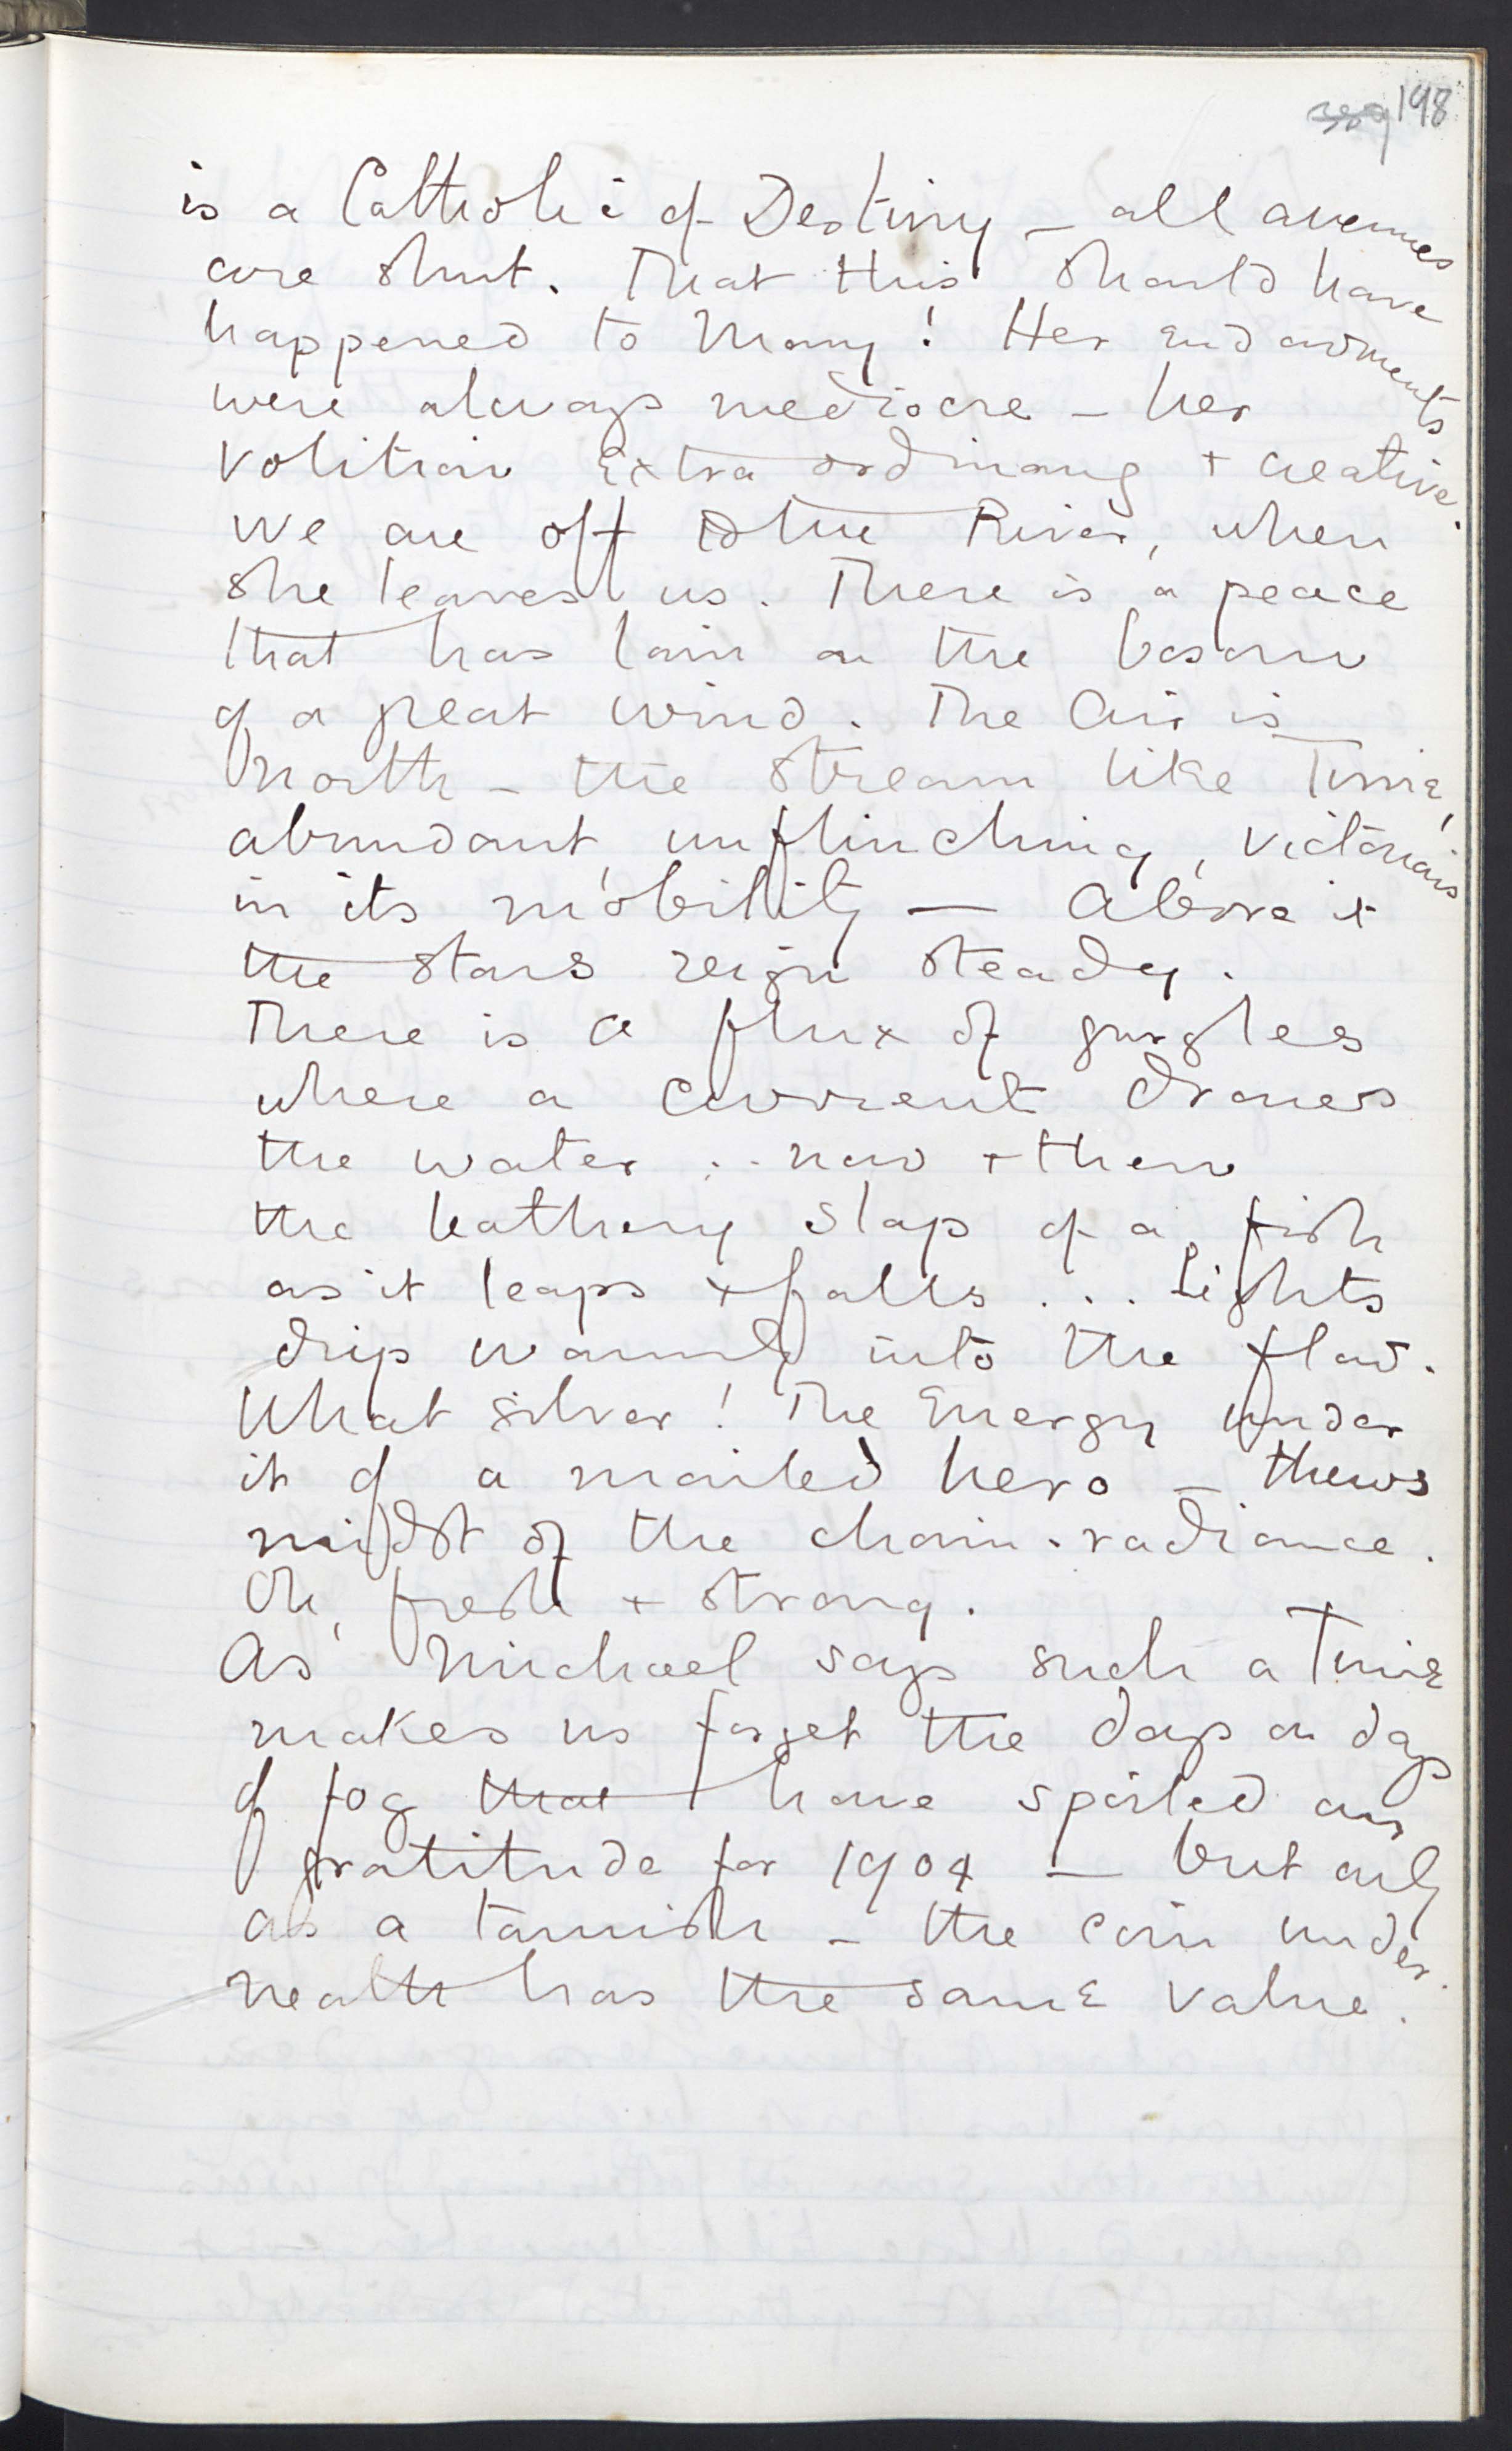 198
is a Catholic of Destiny – all avenues
are shut. That this should have
happened to Mary! Her endowments
were always mediocre – her
volition extraordinary + creative.
We are off to the River, when
she leaves us. There is a peace
that has lain on the bosom
of a great wind. The air is
north – the stream like Time,
abundant, unflinching, victorious
in its mobility — Above it
the stars reign steady.
There is a flux of gurgles
where a current drones
the water ... now + then
the leathery slap of a fish
as it leaps + falls ... Lights
drip warmly into the flow.
What silver! The Energy under
it of a mailed hero – thews
midst of the chain-radiance.
Oh, fresh + strong.
As Michael says such a Time
makes us forget the days on days
of fog that have spoiled our
gratitude for 1904 — but only
as a tarnish – the coin under-
neath has the same value.